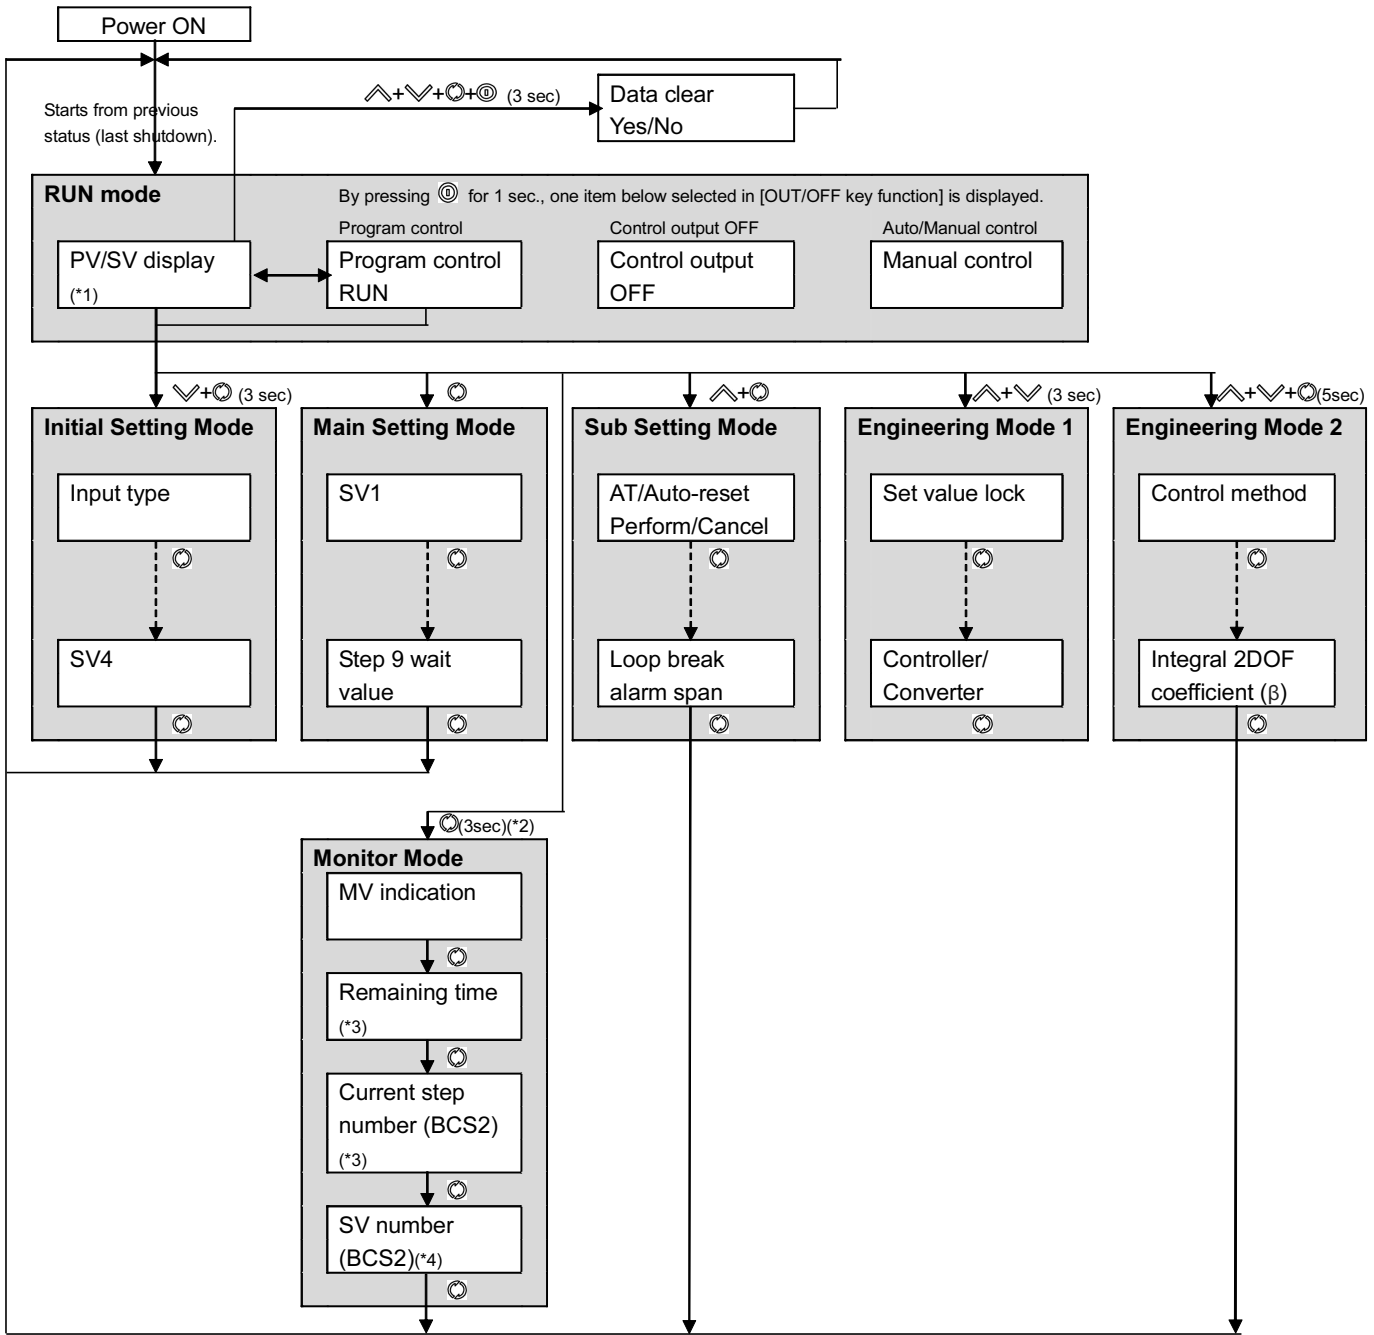 Power ON
Starts from previous
status (last shutdown).
+ + + (3 sec)
Data clear
Yes/No
RUN mode
By pressing for 1 sec., one item below selected in [OUT/OFF key function] is displayed.
Program control
Control output OFF
Auto/Manual control
PV/SV display
(*1)
Program control
RUN
Control output
OFF
Manual control
+ (3 sec)
+
+ (3 sec)
+ + (5sec)
Initial Setting Mode
Main Setting Mode
Sub Setting Mode
Engineering Mode 1
Engineering Mode 2
Input type
SV1
AT/Auto-reset
Perform/Cancel
Set value lock
Control method
SV4
Step 9 wait
value
Loop break
alarm span
Controller/
Converter
Integral 2DOF
coefficient (β)
(3sec)(*2)
Monitor Mode
MV indication
Remaining time
(*3)
Current step
number (BCS2)
(*3)
SV number
(BCS2)(*4)